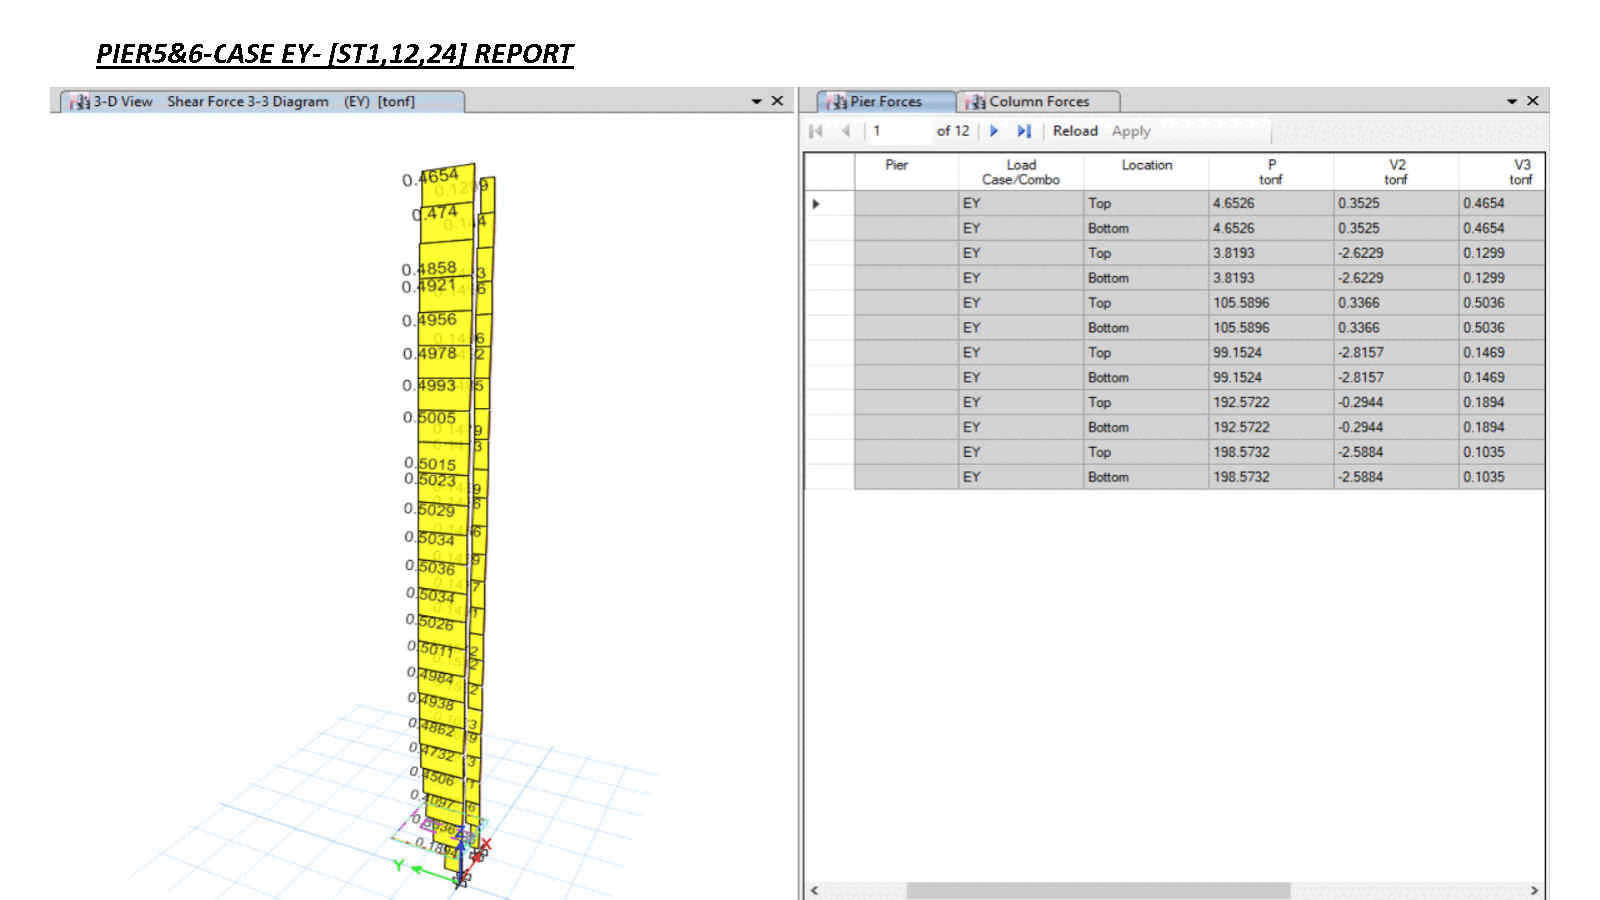 PIER5&6-CASE EY- [ST1,12,24] REPORT
3-D View Shear Force 3-3 Diagram (EY) [tonf]
0.4654
0.474
0.4858
0.4921
0.4956
0.4978
0.4993
0.5005
0.5015
0.5023
0.5029
0.5034
0.5036
0.5034
0.5026
0.5011
0.4984
0.4938
0.4862
0.4732
0.4506
0.4097
0.1894
X
Y
Pier Forces Column Forces
1 of 12 Reload Apply
Pier Load Case/Combo Location P tonf V2 tonf V3 tonf
EY Top 4.6526 0.3525 0.4654
EY Bottom 4.6526 0.3525 0.4654
EY Top 3.8193 -2.6229 0.1299
EY Bottom 3.8193 -2.6229 0.1299
EY Top 105.5896 0.3366 0.5036
EY Bottom 105.5896 0.3366 0.5036
EY Top 99.1524 -2.8157 0.1469
EY Bottom 99.1524 -2.8157 0.1469
EY Top 192.5722 -0.2944 0.1894
EY Bottom 192.5722 -0.2944 0.1894
EY Top 198.5732 -2.5884 0.1035
EY Bottom 198.5732 -2.5884 0.1035